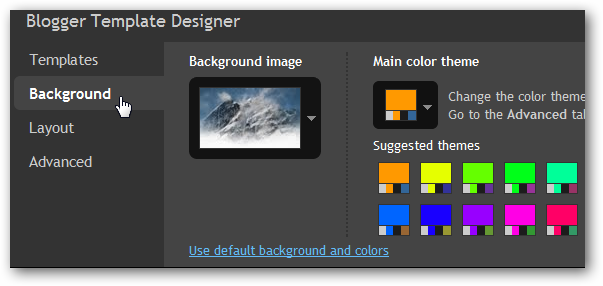 Blogger Template Designer
Templates
Background
Layout
Advanced
Background image
Use default background and colors
Main color theme
Change the color theme
Go to the Advanced tab
Suggested themes